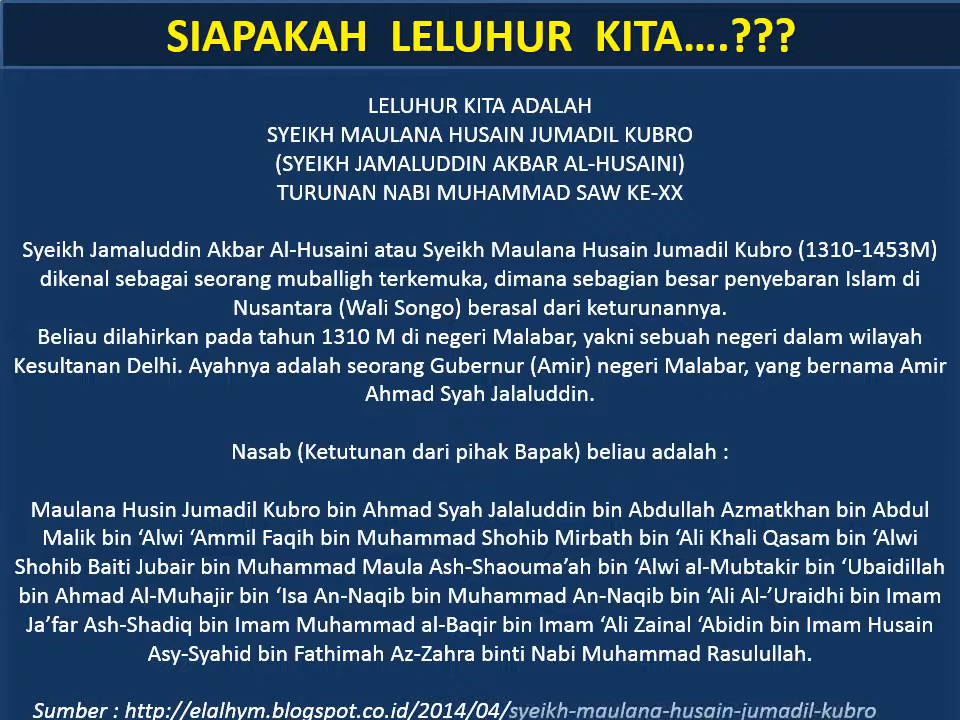 SIAPAKAH LELUHUR KITA….???
LELUHUR KITA ADALAH
SYEIKH MAULANA HUSAIN JUMADIL KUBRO
(SYEIKH JAMALUDDIN AKBAR AL-HUSAINI)
TURUNAN NABI MUHAMMAD SAW KE-XX
Syeikh Jamaluddin Akbar Al-Husaini atau Syeikh Maulana Husain Jumadil Kubro (1310-1453M)
dikenal sebagai seorang muballigh terkemuka, dimana sebagian besar penyebaran Islam di
Nusantara (Wali Songo) berasal dari keturunannya.
Beliau dilahirkan pada tahun 1310 M di negeri Malabar, yakni sebuah negeri dalam wilayah
Kesultanan Delhi. Ayahnya adalah seorang Gubernur (Amir) negeri Malabar, yang bernama Amir
Ahmad Syah Jalaluddin.
Nasab (Ketutunan dari pihak Bapak) beliau adalah :
Maulana Husin Jumadil Kubro bin Ahmad Syah Jalaluddin bin Abdullah Azmatkhan bin Abdul
Malik bin ‘Alwi ‘Ammil Faqih bin Muhammad Shohib Mirbath bin ‘Ali Khali Qasam bin ‘Alwi
Shohib Baiti Jubair bin Muhammad Maula Ash-Shaouma’ah bin ‘Alwi al-Mubtakir bin ‘Ubaidillah
bin Ahmad Al-Muhajir bin ‘Isa An-Naqib bin Muhammad An-Naqib bin ‘Ali Al-’Uraidhi bin Imam
Ja’far Ash-Shadiq bin Imam Muhammad al-Baqir bin Imam ‘Ali Zainal ‘Abidin bin Imam Husain
Asy-Syahid bin Fathimah Az-Zahra binti Nabi Muhammad Rasulullah.
Sumber : http://elalhym.blogspot.co.id/2014/04/syeikh-maulana-husain-jumadil-kubro